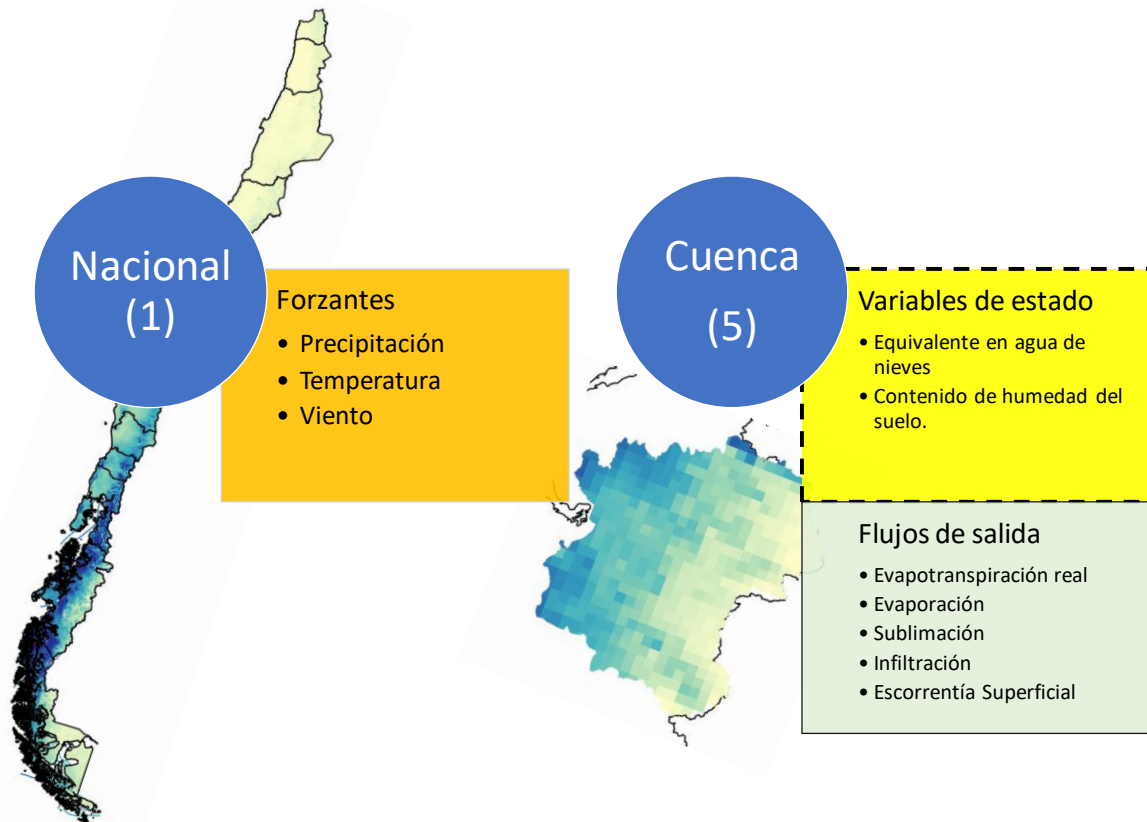 Nacional
(1)
Forzantes
• Precipitación
• Temperatura
• Viento
Cuenca
(5)
Variables de estado
• Equivalente en agua de
nieves
• Contenido de humedad del
suelo.
Flujos de salida
• Evapotranspiración real
• Evaporación
• Sublimación
• Infiltración
• Escorrentía Superficial